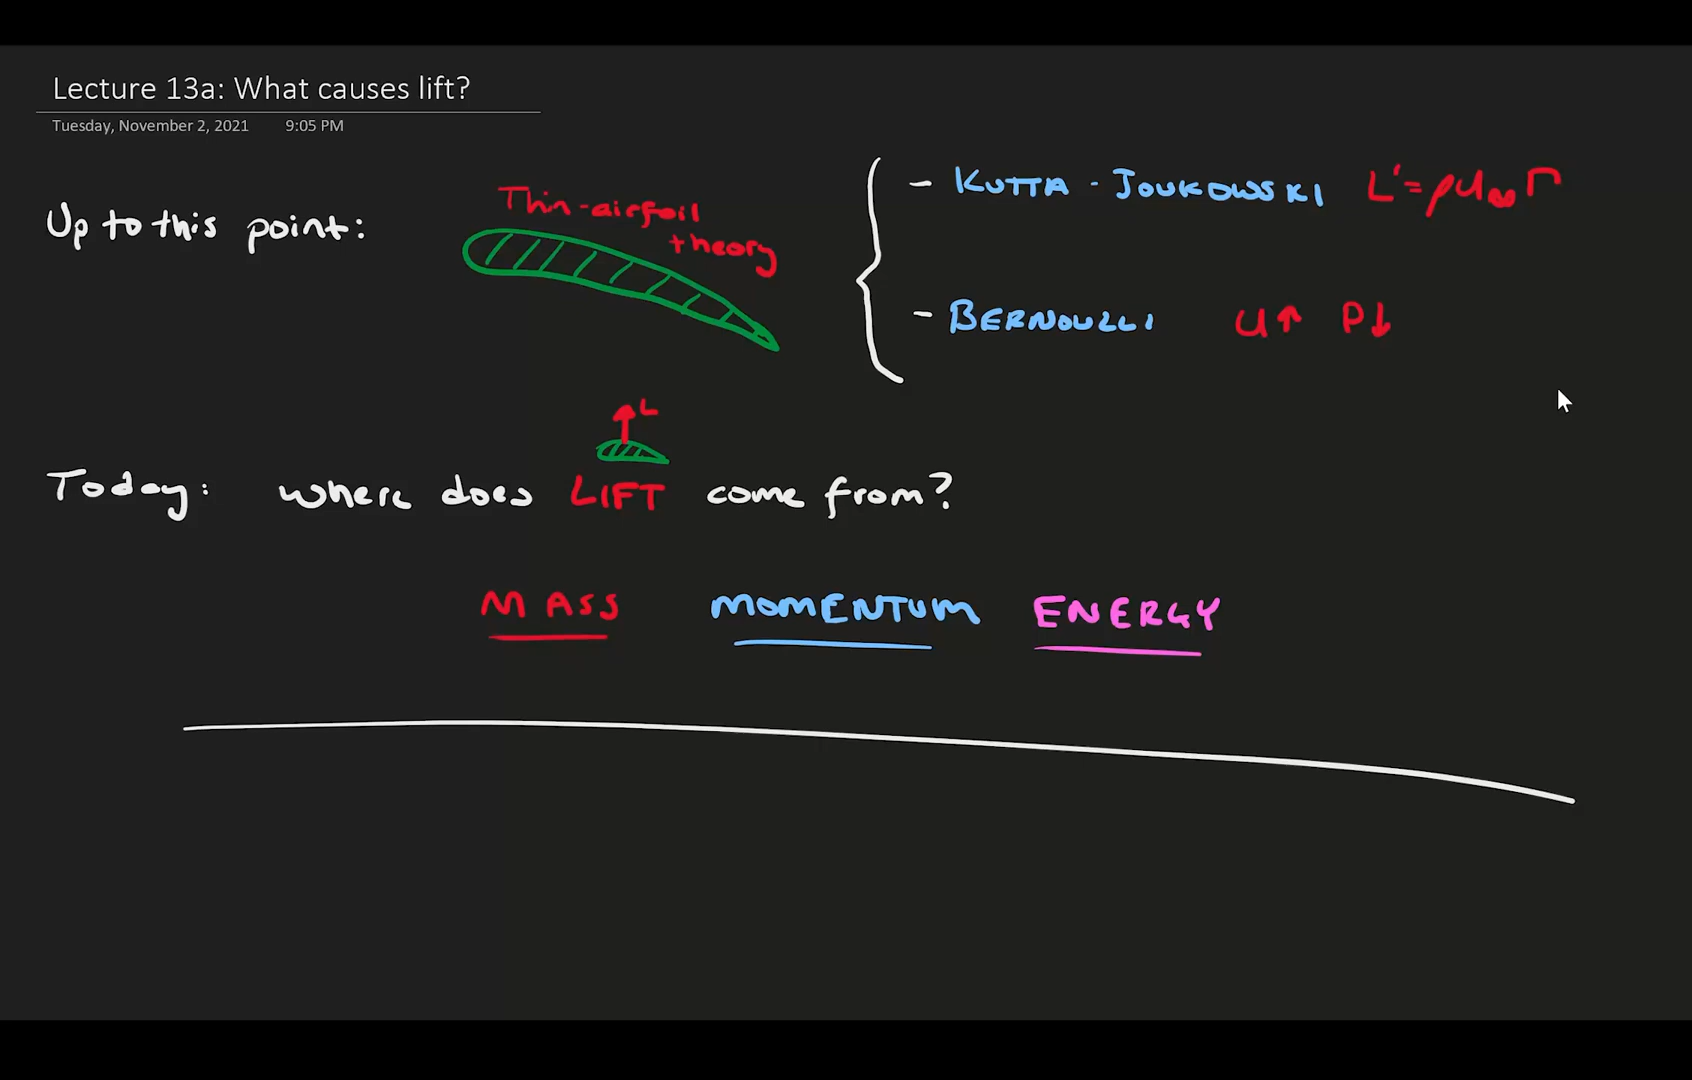 Lecture 13a: What causes lift?
Tuesday, November 2, 2021 9:05 PM
Up to this point:
Thin-airfoil
theory
- KUTTA - JOUKOWSKI L'=ρU∞Γ
- BERNOULLI U↑ P↓
L
Today: where does LIFT come from?
MASS MOMENTUM ENERGY